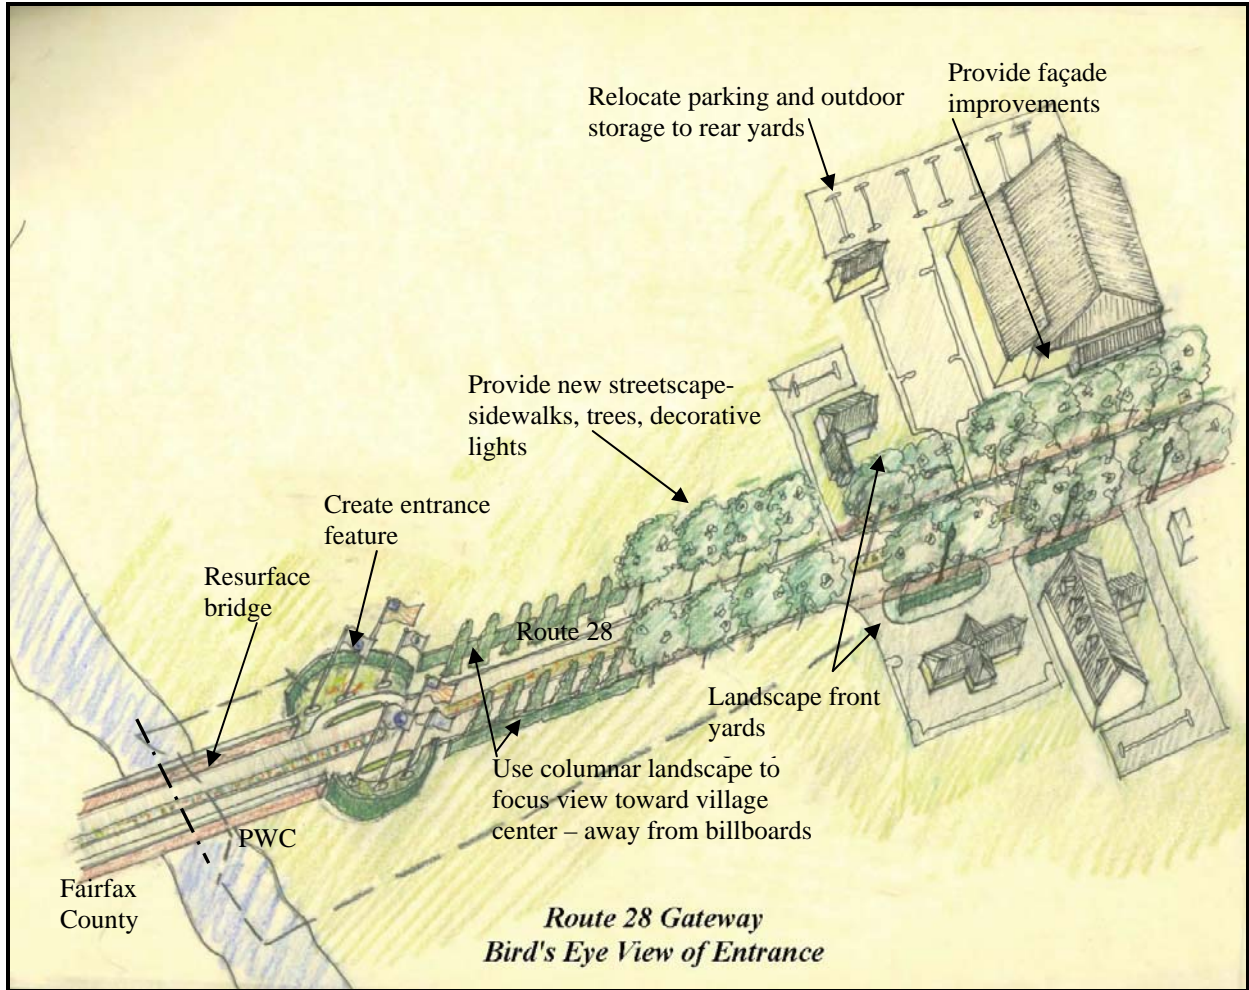 Provide façade
improvements
Relocate parking and outdoor
storage to rear yards
Provide new streetscape-
sidewalks, trees, decorative
lights
Create entrance
feature
Resurface
bridge
Route 28
Landscape front
yards
Use columnar landscape to
focus view toward village
center – away from billboards
PWC
Fairfax
County
Route 28 Gateway
Bird's Eye View of Entrance